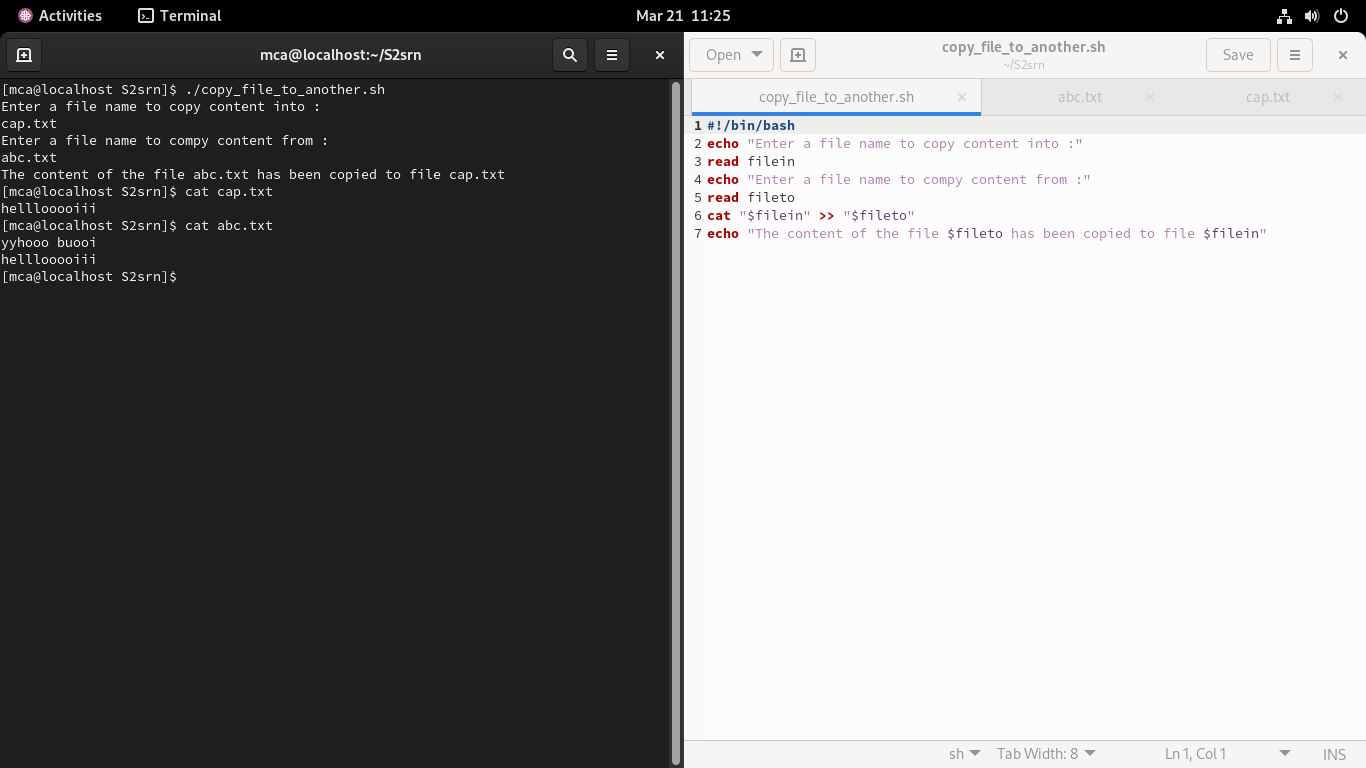 Activities Terminal Mar 21 11:25
mca@localhost:~/S2srn
[mca@localhost S2srn]$ ./copy_file_to_another.sh
Enter a file name to copy content into :
cap.txt
Enter a file name to compy content from :
abc.txt
The content of the file abc.txt has been copied to file cap.txt
[mca@localhost S2srn]$ cat cap.txt
helllooooiii
[mca@localhost S2srn]$ cat abc.txt
yyhooo buooi
helllooooiii
[mca@localhost S2srn]$
Open copy_file_to_another.sh Save
~/S2srn
copy_file_to_another.sh abc.txt cap.txt
1 #!/bin/bash
2 echo "Enter a file name to copy content into :"
3 read filein
4 echo "Enter a file name to compy content from :"
5 read fileto
6 cat "$filein" >> "$fileto"
7 echo "The content of the file $fileto has been copied to file $filein"
sh Tab Width: 8 Ln 1, Col 1 INS